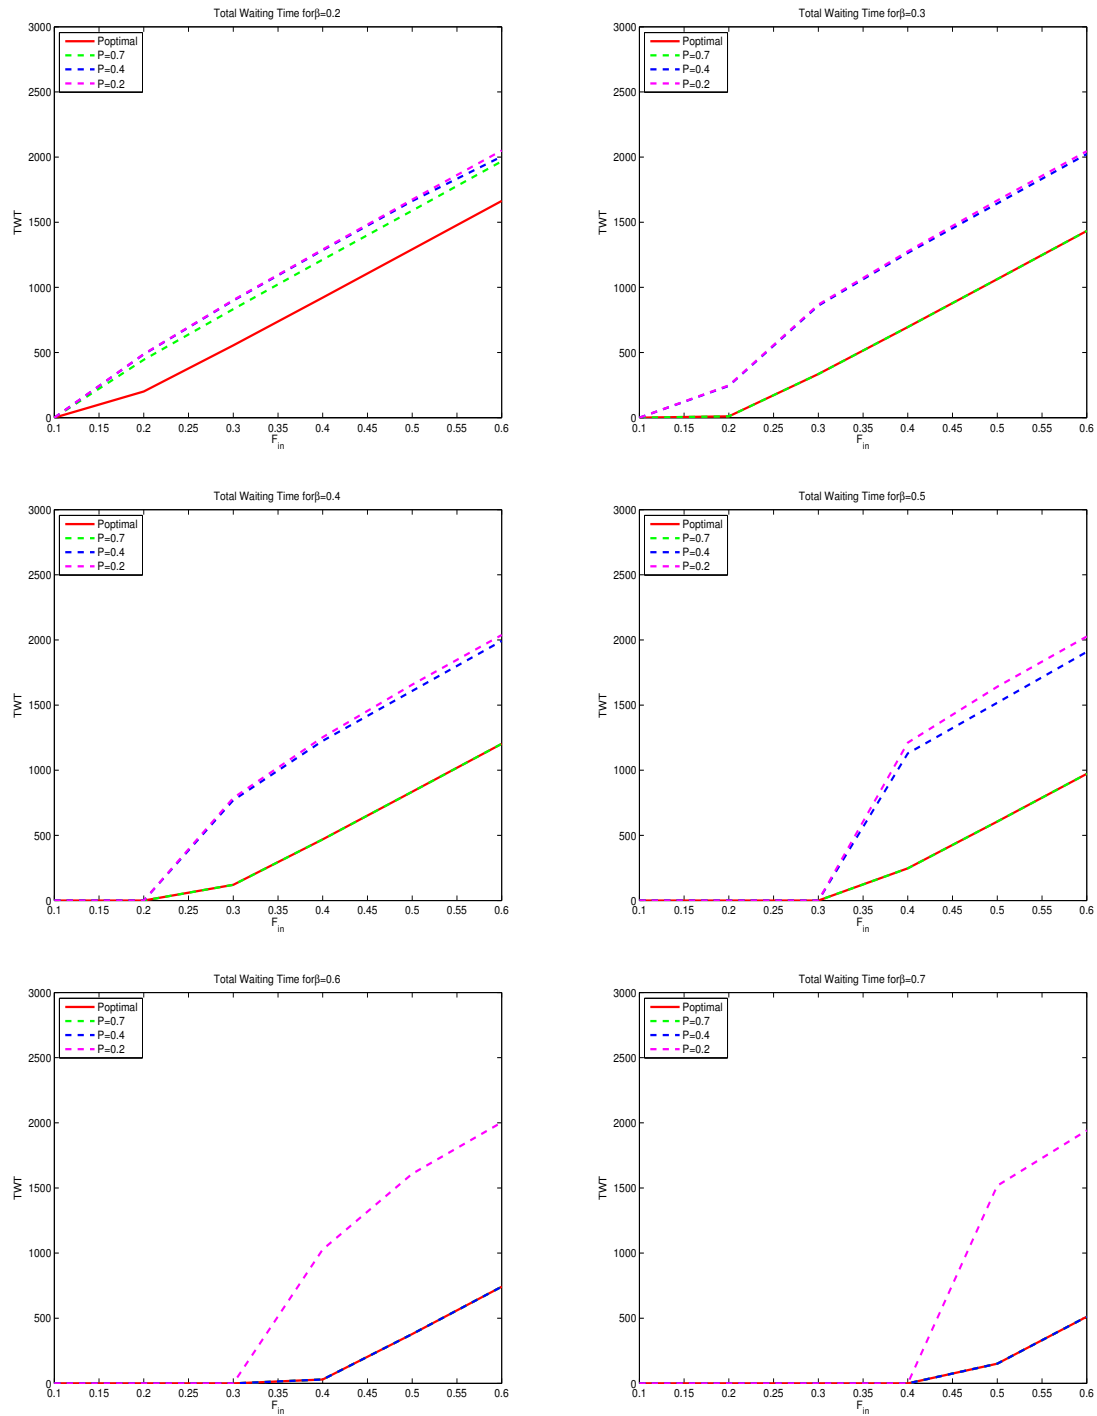 Total Waiting Time forβ=0.2
3000
2500
2000
1500
1000
500
0
TWT
Poptimal
P=0.7
P=0.4
P=0.2
0.1 0.15 0.2 0.25 0.3 0.35 0.4 0.45 0.5 0.55 0.6
F_in
Total Waiting Time forβ=0.3
3000
2500
2000
1500
1000
500
0
TWT
Poptimal
P=0.7
P=0.4
P=0.2
0.1 0.15 0.2 0.25 0.3 0.35 0.4 0.45 0.5 0.55 0.6
F_in
Total Waiting Time forβ=0.4
3000
2500
2000
1500
1000
500
0
TWT
Poptimal
P=0.7
P=0.4
P=0.2
0.1 0.15 0.2 0.25 0.3 0.35 0.4 0.45 0.5 0.55 0.6
F_in
Total Waiting Time forβ=0.5
3000
2500
2000
1500
1000
500
0
TWT
Poptimal
P=0.7
P=0.4
P=0.2
0.1 0.15 0.2 0.25 0.3 0.35 0.4 0.45 0.5 0.55 0.6
F_in
Total Waiting Time forβ=0.6
3000
2500
2000
1500
1000
500
0
TWT
Poptimal
P=0.7
P=0.4
P=0.2
0.1 0.15 0.2 0.25 0.3 0.35 0.4 0.45 0.5 0.55 0.6
F_in
Total Waiting Time forβ=0.7
3000
2500
2000
1500
1000
500
0
TWT
Poptimal
P=0.7
P=0.4
P=0.2
0.1 0.15 0.2 0.25 0.3 0.35 0.4 0.45 0.5 0.55 0.6
F_in